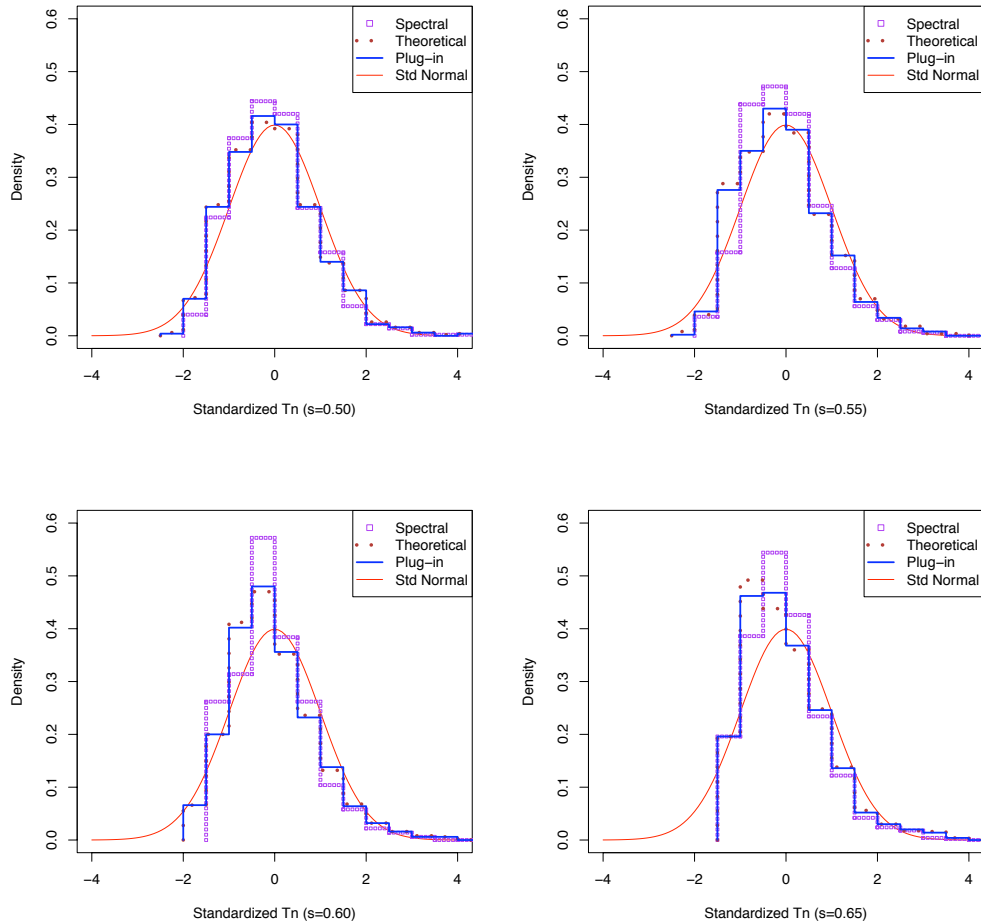 Spectral
Theoretical
Plug−in
Std Normal
0.6
0.5
0.4
0.3
0.2
0.1
0.0
Density
−4 −2 0 2 4
Standardized Tn (s=0.50)
Spectral
Theoretical
Plug−in
Std Normal
0.6
0.5
0.4
0.3
0.2
0.1
0.0
Density
−4 −2 0 2 4
Standardized Tn (s=0.55)
Spectral
Theoretical
Plug−in
Std Normal
0.6
0.5
0.4
0.3
0.2
0.1
0.0
Density
−4 −2 0 2 4
Standardized Tn (s=0.60)
Spectral
Theoretical
Plug−in
Std Normal
0.6
0.5
0.4
0.3
0.2
0.1
0.0
Density
−4 −2 0 2 4
Standardized Tn (s=0.65)